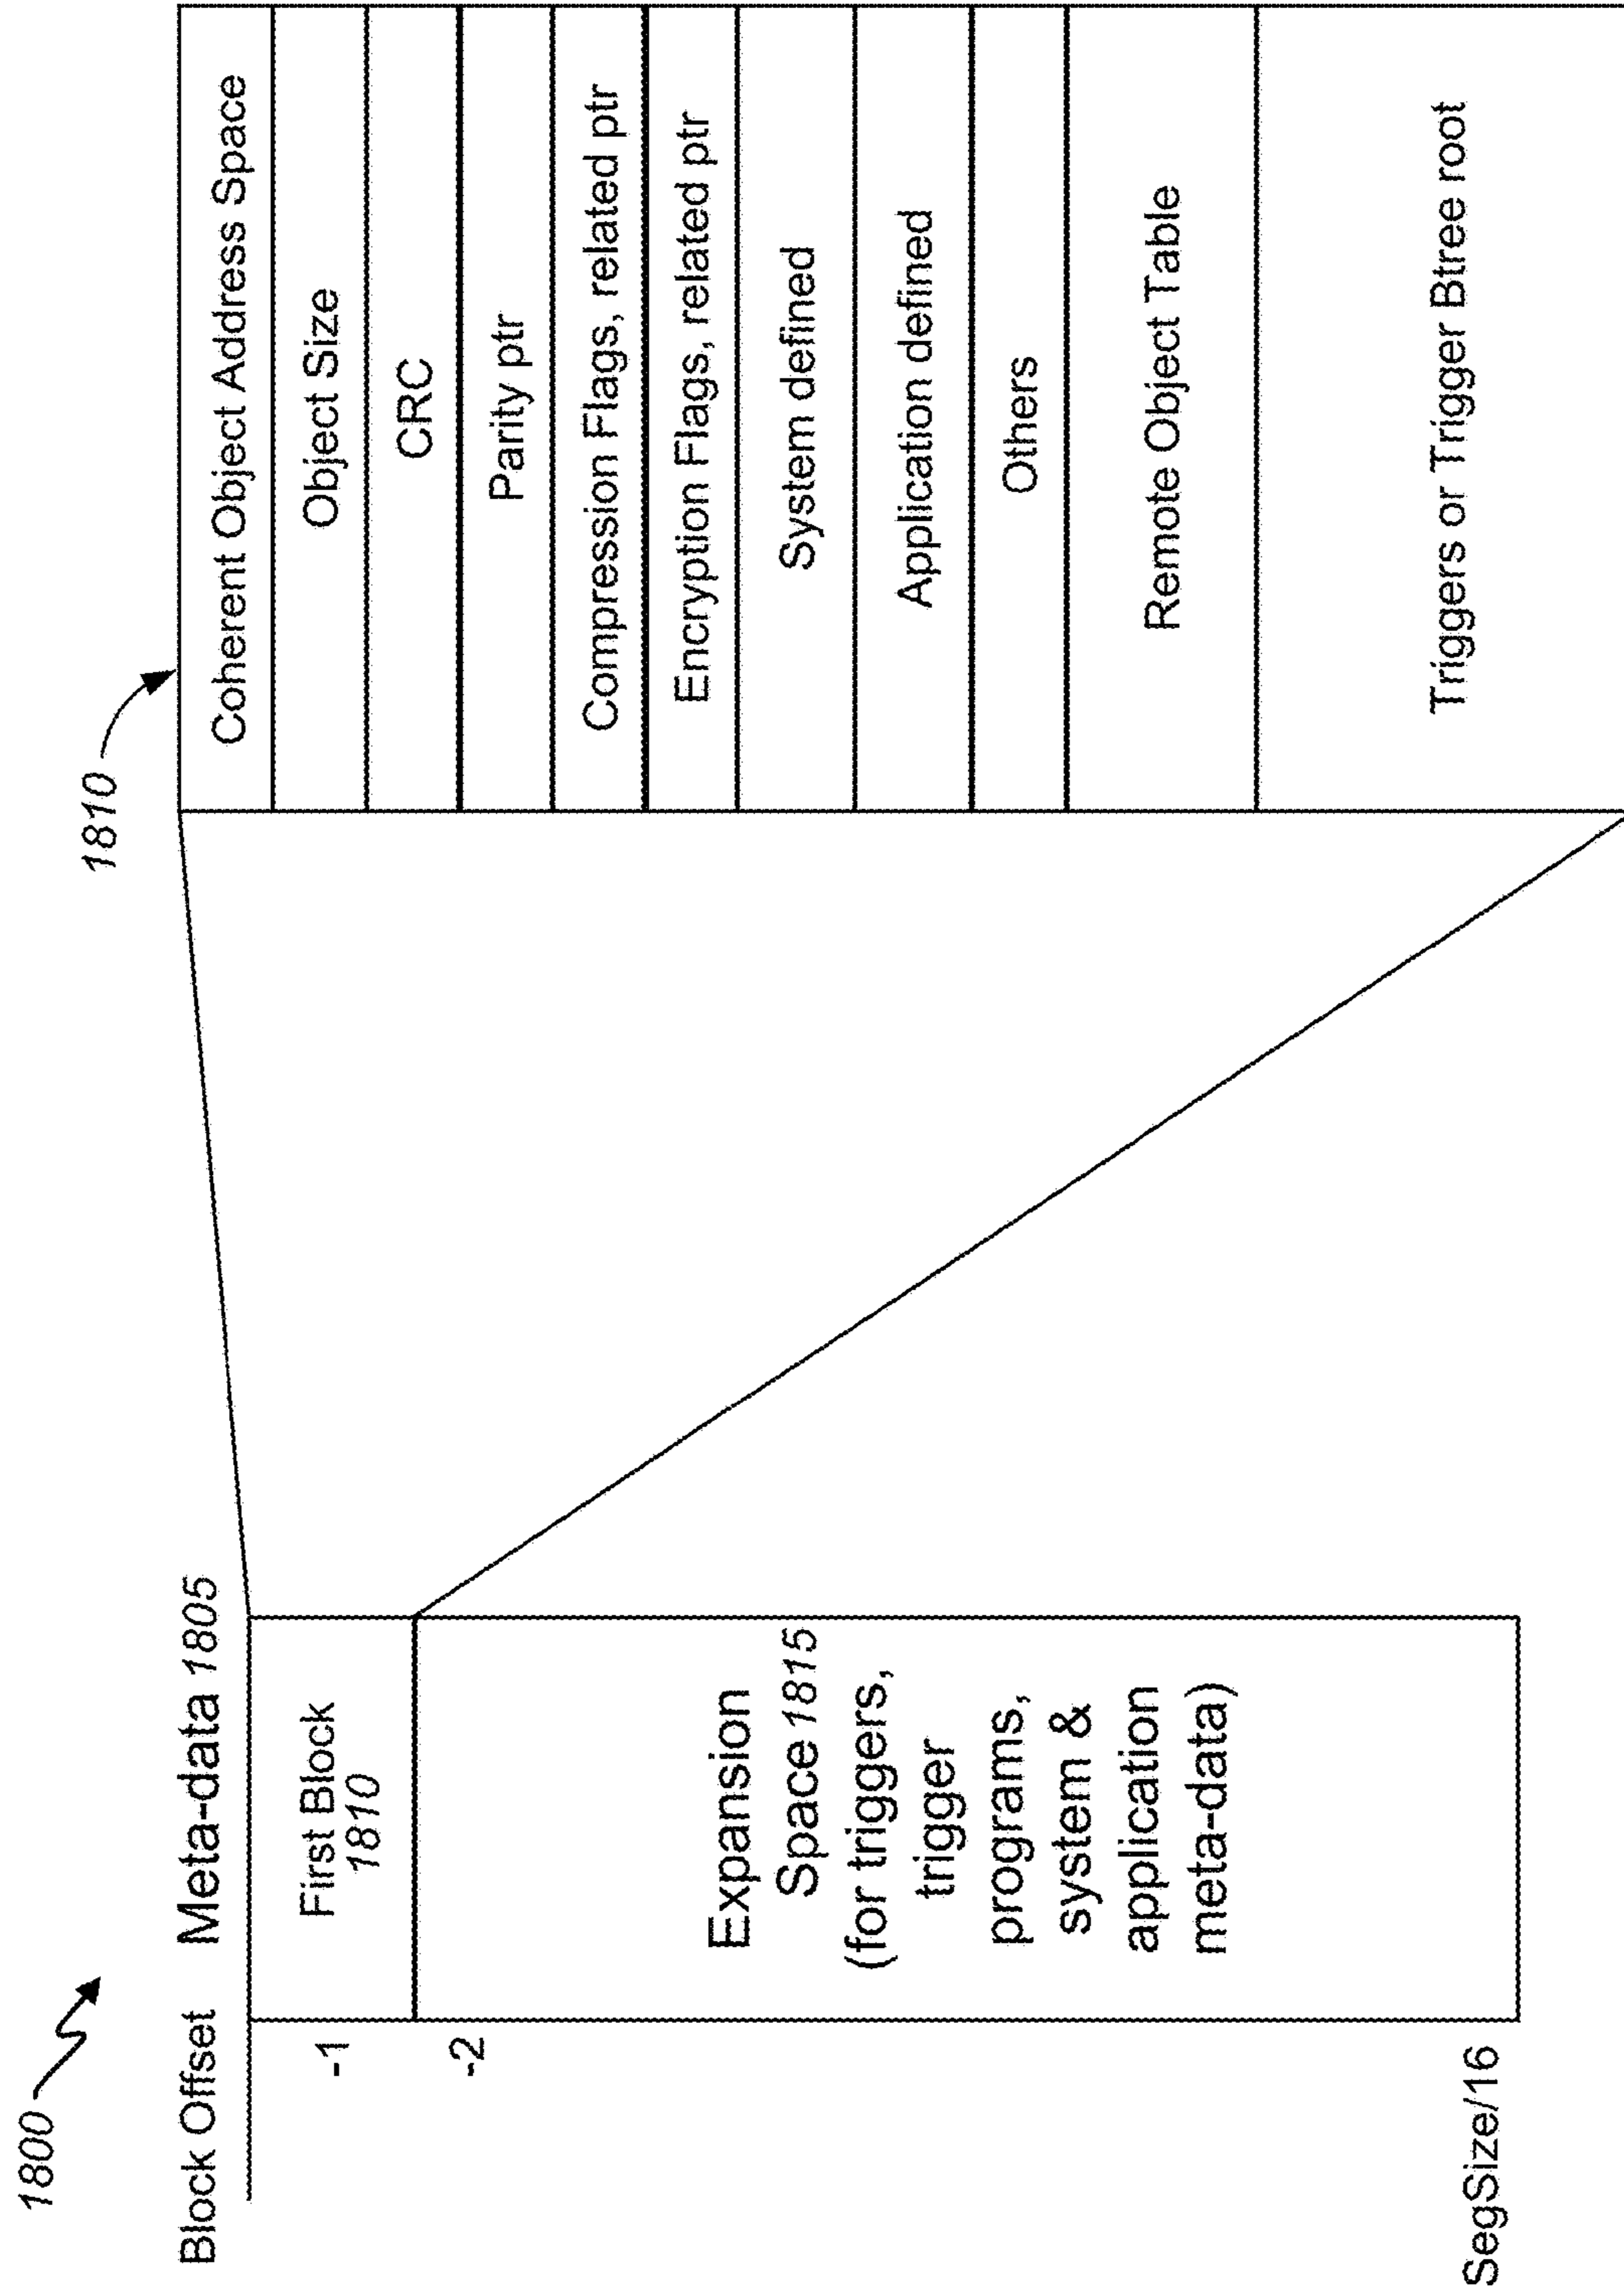 1800
Block Offset
Meta-data 1805
-1
First Block
1810
-2
Expansion
Space 1815
(for triggers,
trigger
programs,
system &
application
meta-data)
SegSize/16
1810
Coherent Object Address Space
Object Size
CRC
Parity ptr
Compression Flags, related ptr
Encryption Flags, related ptr
System defined
Application defined
Others
Remote Object Table
Triggers or Trigger Btree root